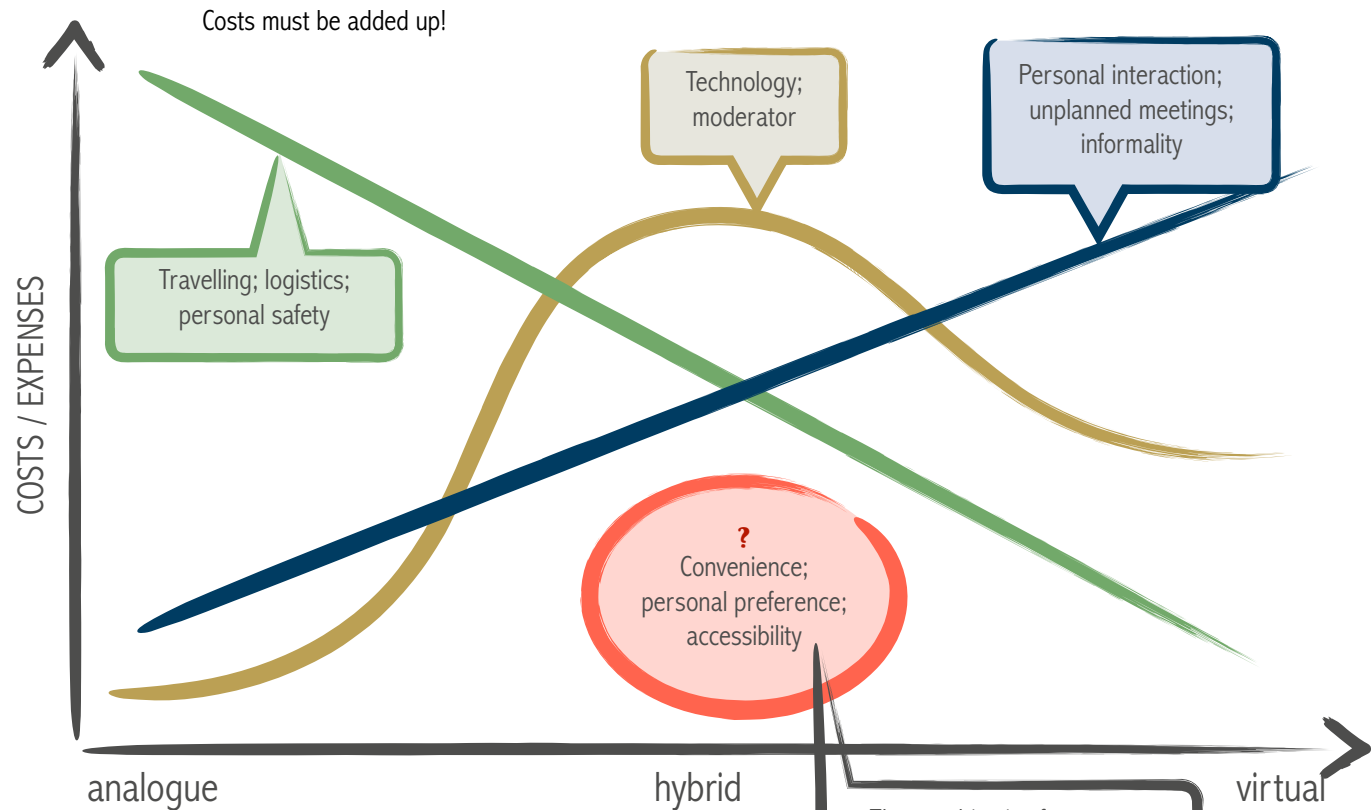 Costs must be added up!
Technology;
moderator
Personal interaction;
unplanned meetings;
informality
Travelling; logistics;
personal safety
COSTS / EXPENSES
?
Convenience;
personal preference;
accessibility
analogue
hybrid
virtual